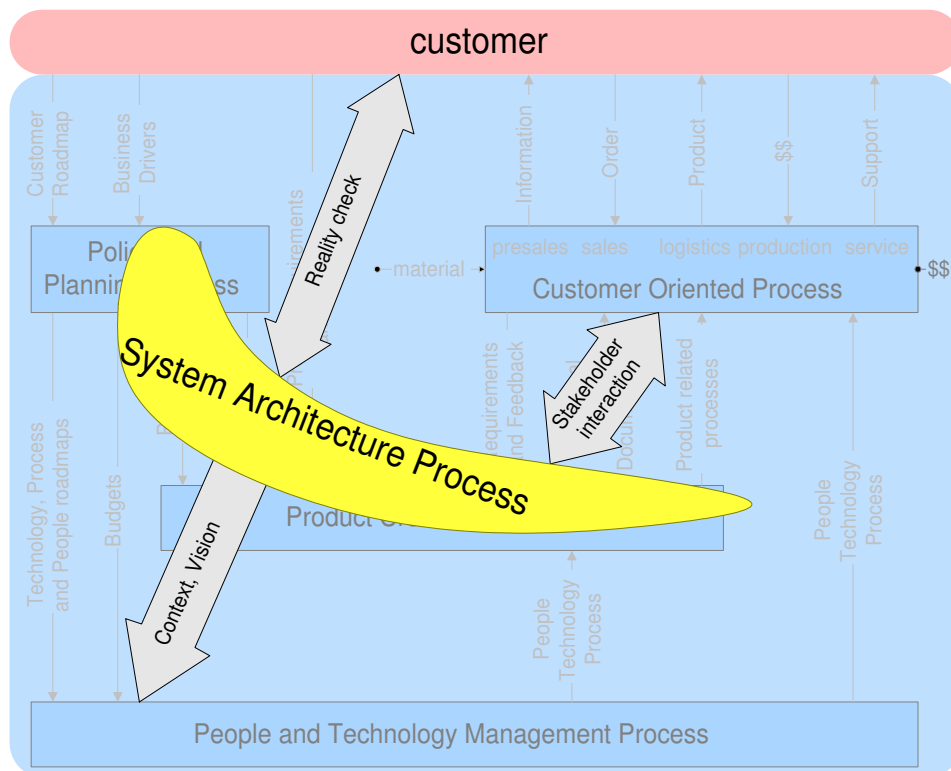 customer
Customer
Roadmap
Business
Drivers
Information
Order
Product
$$
Support
Reality check
material
presales sales logistics production service
Customer Oriented Process
$$
Planning
System Architecture Process
Stakeholder
interaction
and Feedback
Product related
processes
Product
Context, Vision
Technology, Process
and People roadmaps
Budgets
People
Technology
Process
People
Technology
Process
People and Technology Management Process